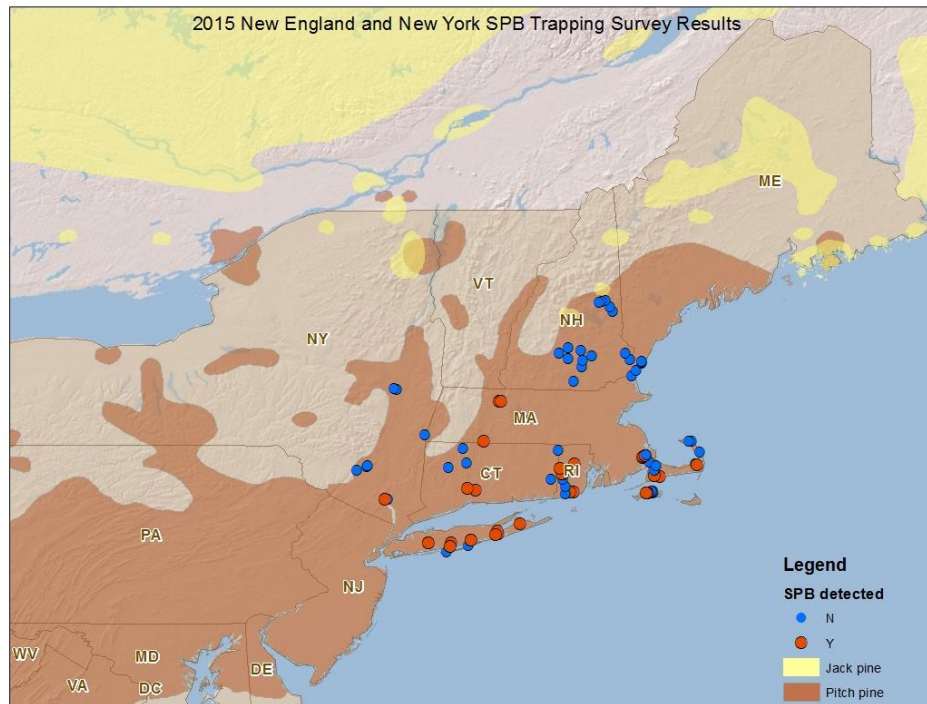 2015 New England and New York SPB Trapping Survey Results
ME
VT
NH
NY
MA
CT
RI
PA
NJ
WV
MD
DE
VA
DC
Legend
SPB detected
N
Y
Jack pine
Pitch pine